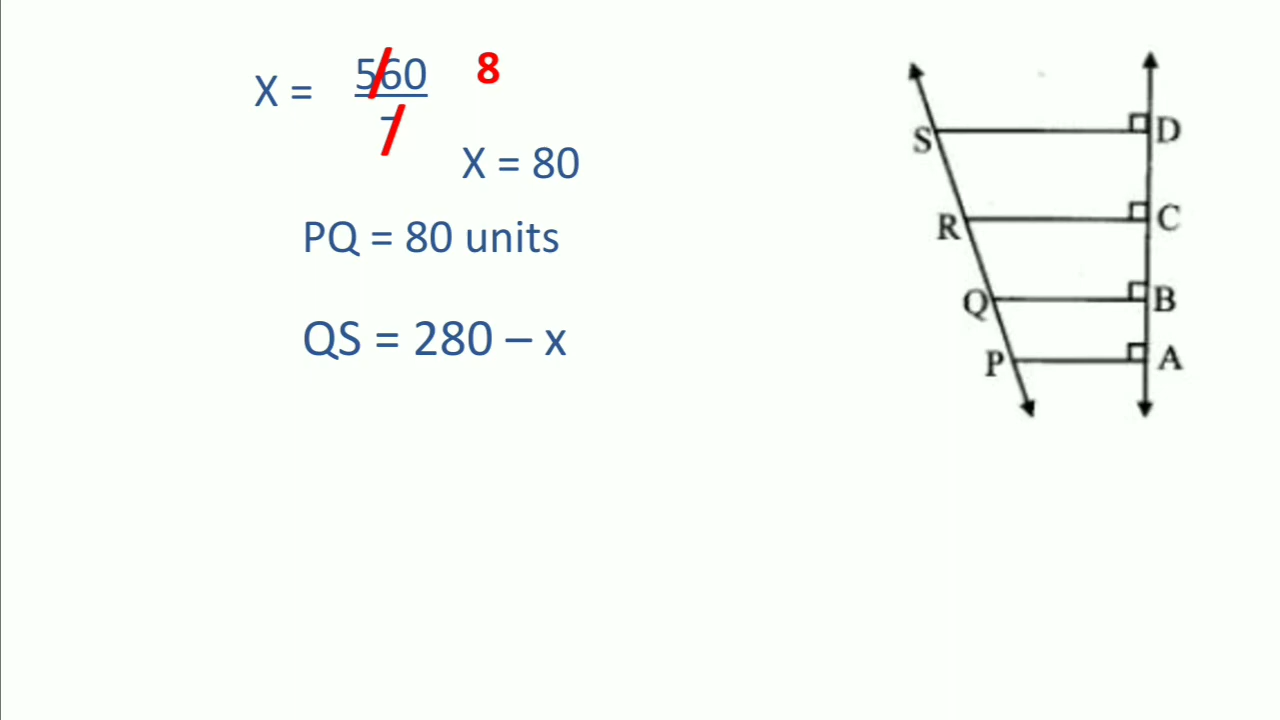 X = 560 8
7
X = 80
PQ = 80 units
QS = 280 – x
S D
R C
Q B
P A